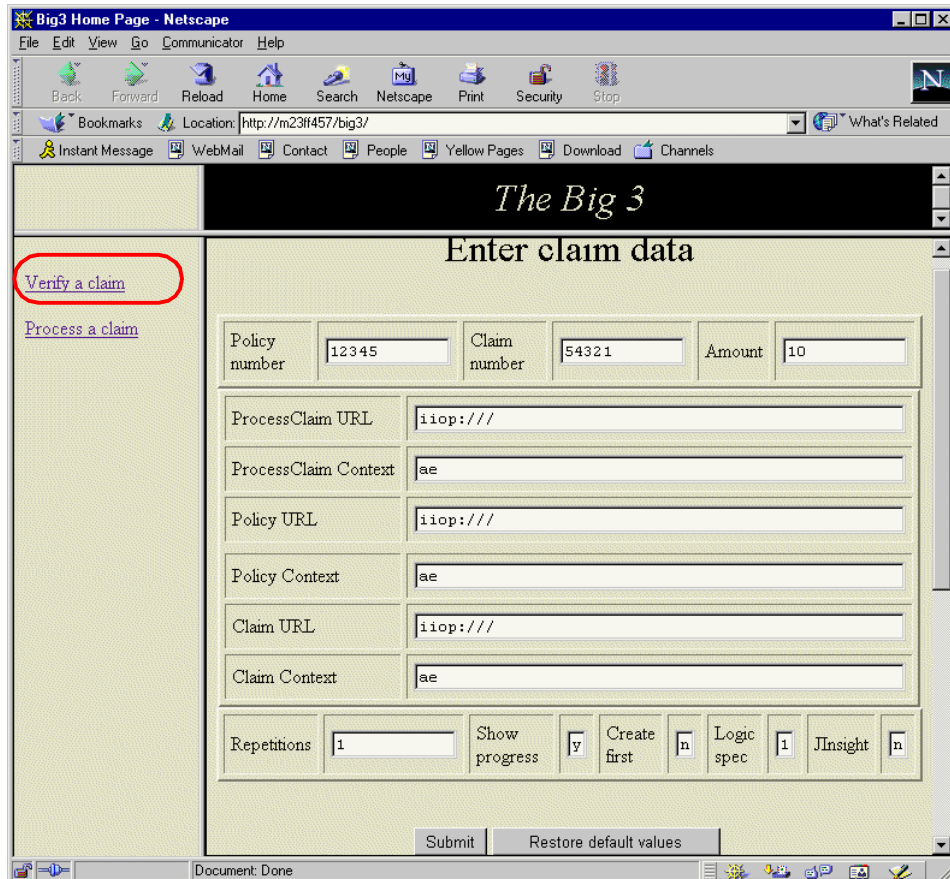 Big3 Home Page - Netscape
File Edit View Go Communicator Help
Back Forward Reload Home Search Netscape Print Security Stop
My
N
Bookmarks Location: http://m23ff457/big3/ What's Related
Instant Message WebMail Contact People Yellow Pages Download Channels
The Big 3
Verify a claim
Process a claim
Enter claim data
Policy number 12345 Claim number 54321 Amount 10
ProcessClaim URL iiop:///
ProcessClaim Context ae
Policy URL iiop:///
Policy Context ae
Claim URL iiop:///
Claim Context ae
Repetitions 1 Show progress y Create first n Logic spec 1 JInsight n
Submit Restore default values
Document: Done